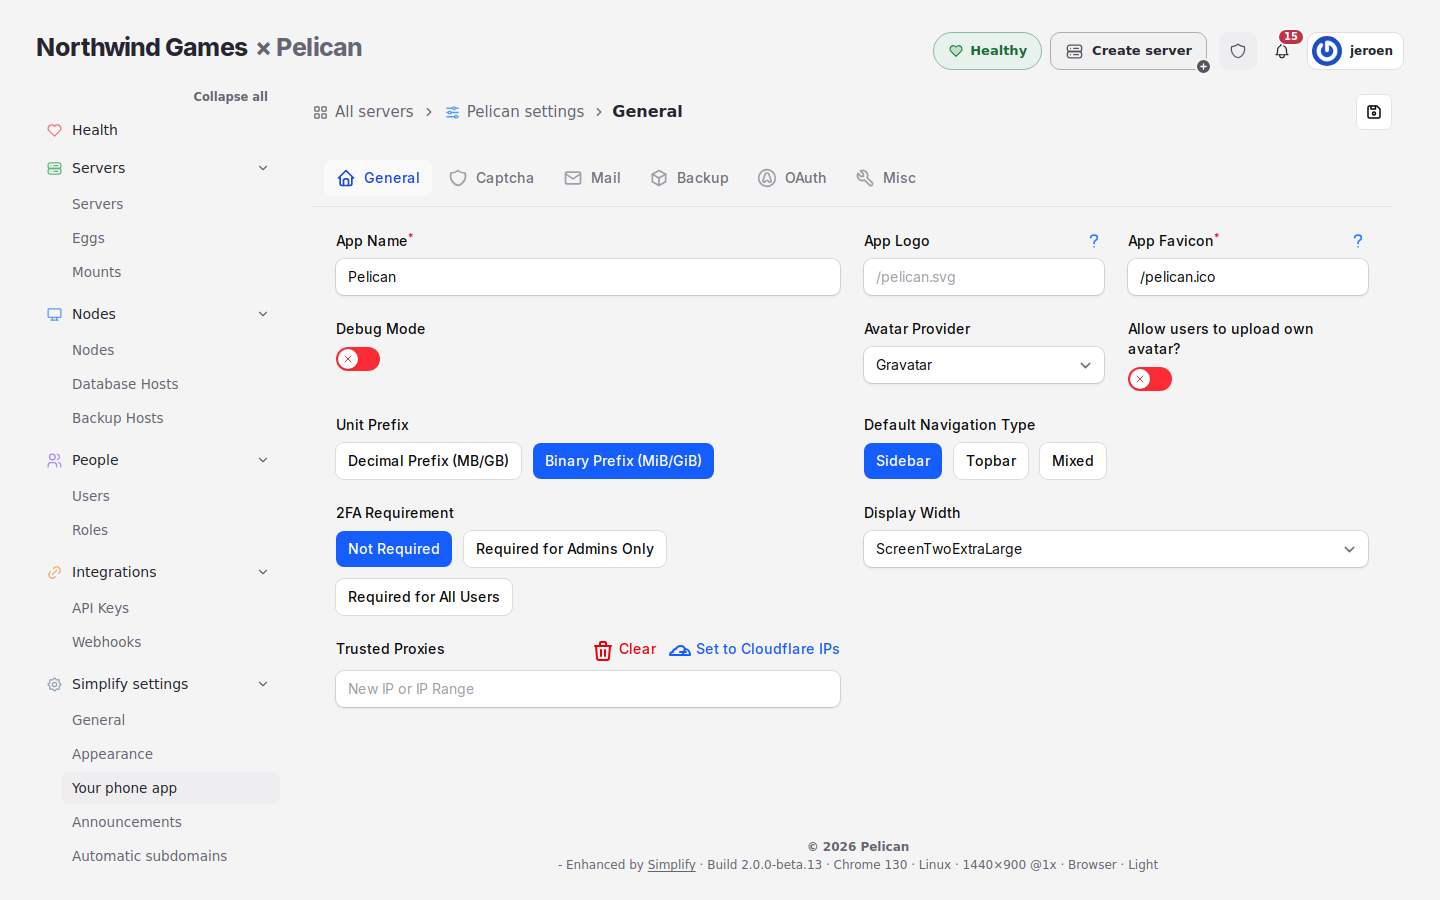 Northwind Games × Pelican
Healthy
Create server
15
jeroen
Collapse all
Health
Servers
Servers
Eggs
Mounts
Nodes
Nodes
Database Hosts
Backup Hosts
People
Users
Roles
Integrations
API Keys
Webhooks
Simplify settings
General
Appearance
Your phone app
Announcements
Automatic subdomains
All servers > Pelican settings > General
General
Captcha
Mail
Backup
OAuth
Misc
App Name*
Pelican
App Logo ?
/pelican.svg
App Favicon* ?
/pelican.ico
Debug Mode
Avatar Provider
Gravatar
Allow users to upload own
avatar?
Unit Prefix
Decimal Prefix (MB/GB)
Binary Prefix (MiB/GiB)
Default Navigation Type
Sidebar
Topbar
Mixed
2FA Requirement
Not Required
Required for Admins Only
Required for All Users
Display Width
ScreenTwoExtraLarge
Trusted Proxies
Clear
Set to Cloudflare IPs
New IP or IP Range
© 2026 Pelican
- Enhanced by Simplify · Build 2.0.0-beta.13 · Chrome 130 · Linux · 1440×900 @1x · Browser · Light